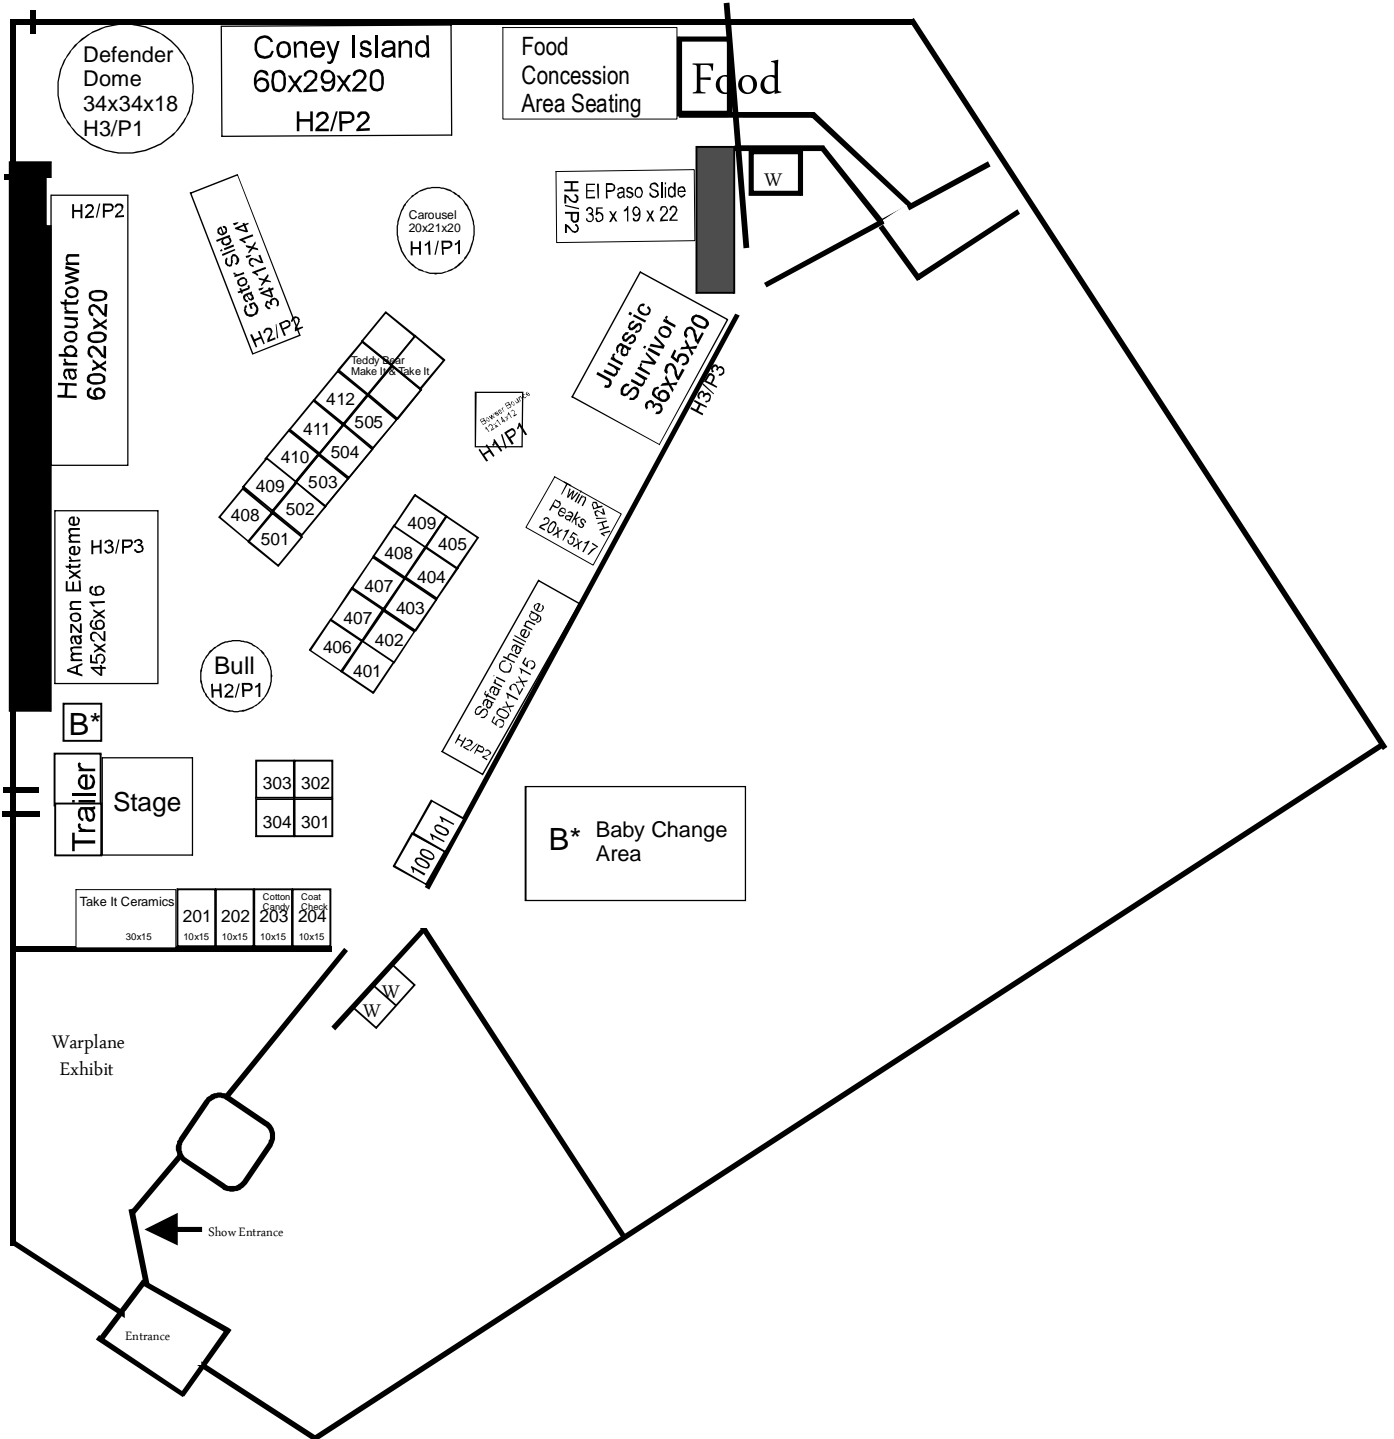 Defender
Dome
34x34x18
H3/P1
Coney Island
60x29x20
H2/P2
Food
Concession
Area Seating
Food
W
H2/P2
El Paso Slide
35 x 19 x 22
H2/P2
Harbourtown
60x20x20
Gator Slide
34'x12'x14'
H2/P2
Carousel
20x21x20
H1/P1
Jurassic
Survivor
36x25x20
H3/P3
Teddy Bear
Make It & Take It
412
505
411
504
410
503
409
502
408
501
Bowser Bounce
12x14x12
H1/P1
Twin
Peaks
20x15x17
409
405
408
404
407
403
407
402
406
401
Amazon Extreme
45x26x16
H3/P3
Safari Challenge
50x12x15
H2/P2
Bull
H2/P1
B*
Trailer
Stage
303
302
304
301
101
100
B* Baby Change
Area
Take It Ceramics
30x15
201
10x15
202
10x15
Cotton
Candy
203
10x15
Coat
Check
204
10x15
W
W
Warplane
Exhibit
Show Entrance
Entrance